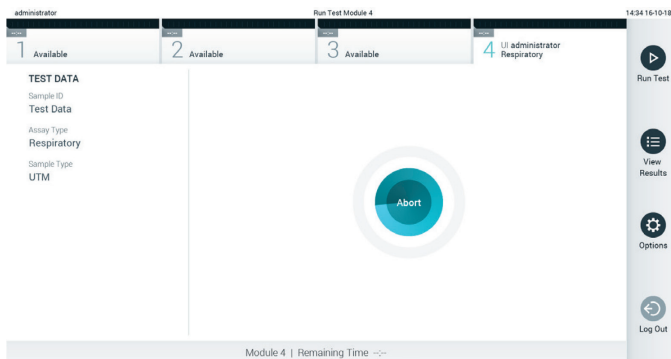 administrator
Run Test Module 4
14:34 16-10-18
--:--
--:--
--:--
--:--
1 Available
2 Available
3 Available
4 UI administrator
Respiratory
TEST DATA
Sample ID
Test Data
Assay Type
Respiratory
Sample Type
UTM
Abort
Run Test
View
Results
Options
Log Out
Module 4 | Remaining Time --:--